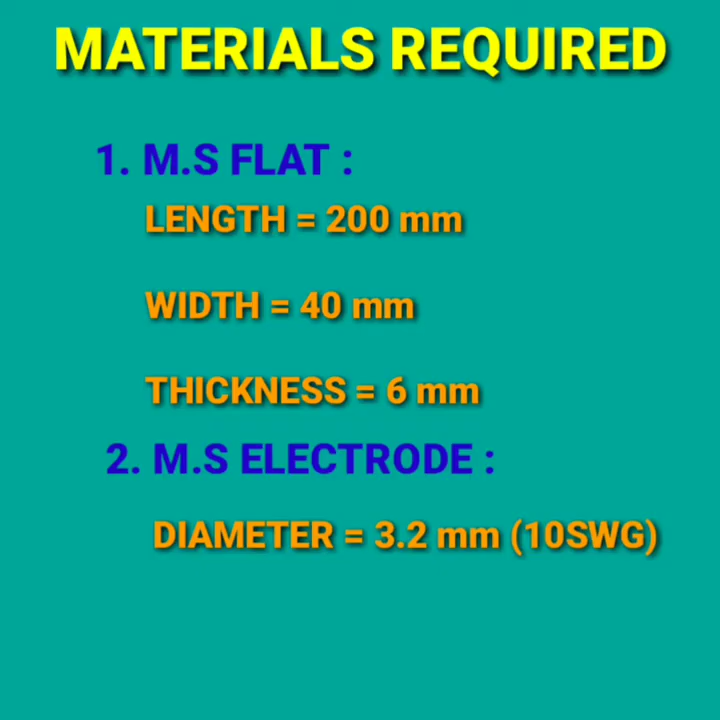 MATERIALS REQUIRED
1. M.S FLAT :
LENGTH = 200 mm
WIDTH = 40 mm
THICKNESS = 6 mm
2. M.S ELECTRODE :
DIAMETER = 3.2 mm (10SWG)